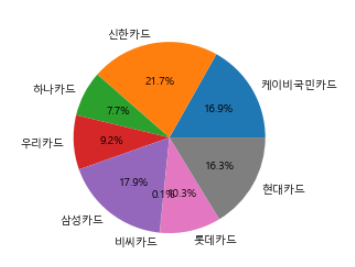 신한카드
케이비국민카드
하나카드
21.7%
16.9%
7.7%
우리카드
9.2%
17.9%
0.1%
10.3%
16.3%
현대카드
삼성카드
비씨카드
롯데카드